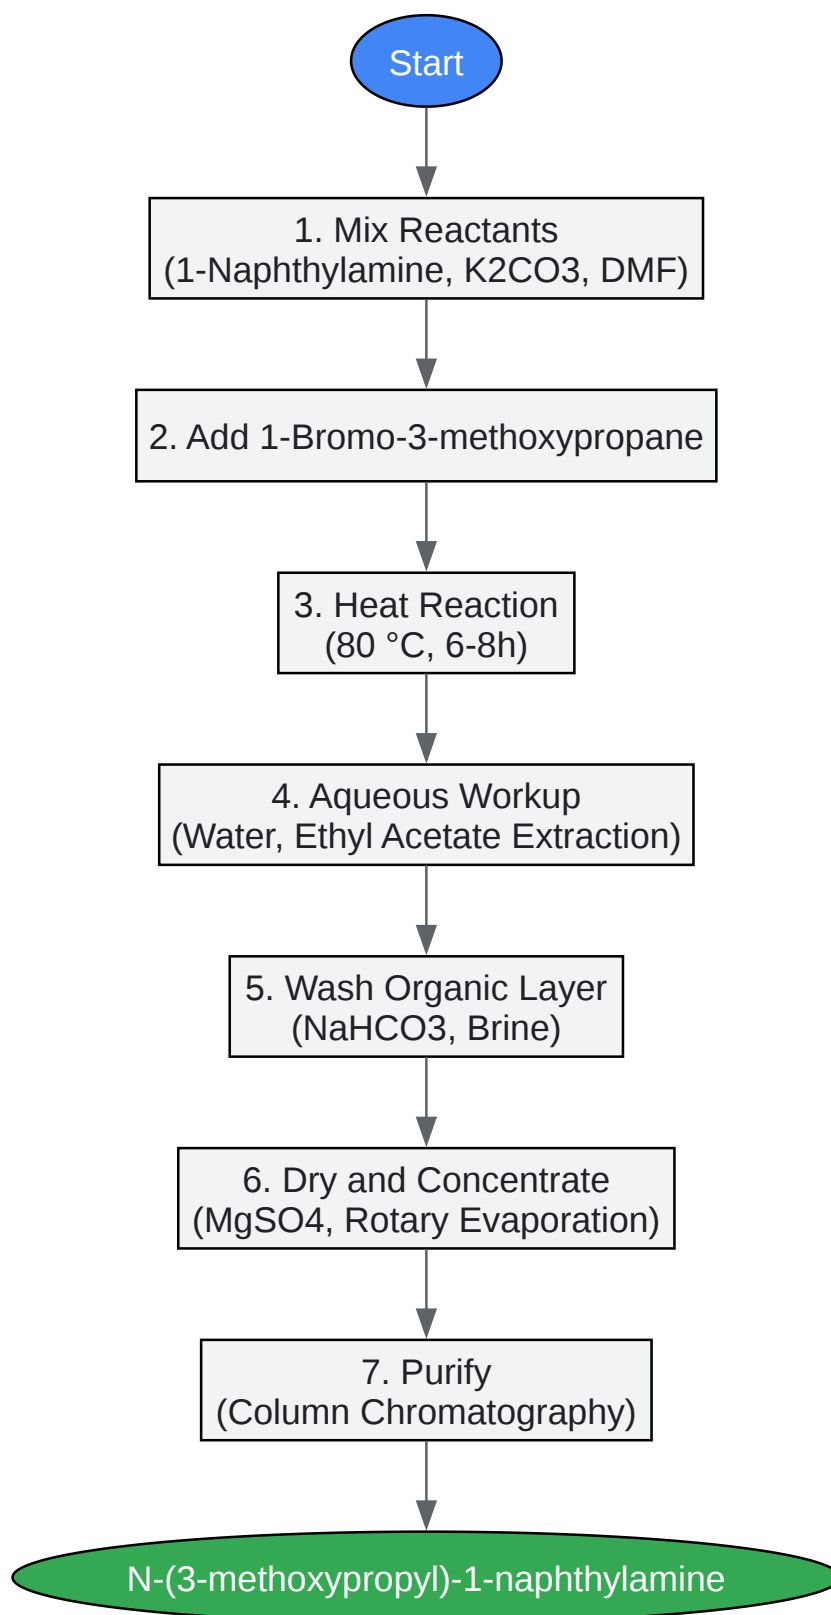 Start
1. Mix Reactants
(1-Naphthylamine, K2CO3, DMF)
2. Add 1-Bromo-3-methoxypropane
3. Heat Reaction
(80 °C, 6-8h)
4. Aqueous Workup
(Water, Ethyl Acetate Extraction)
5. Wash Organic Layer
(NaHCO3, Brine)
6. Dry and Concentrate
(MgSO4, Rotary Evaporation)
7. Purify
(Column Chromatography)
N-(3-methoxypropyl)-1-naphthylamine